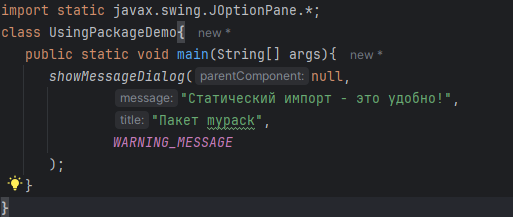 import static javax.swing.JOptionPane.*;
class UsingPackageDemo{ new *
public static void main(String[] args){ new *
showMessageDialog( parentComponent: null,
message: "Статический импорт - это удобно!",
title: "Пакет mypack",
WARNING_MESSAGE
);
}
}